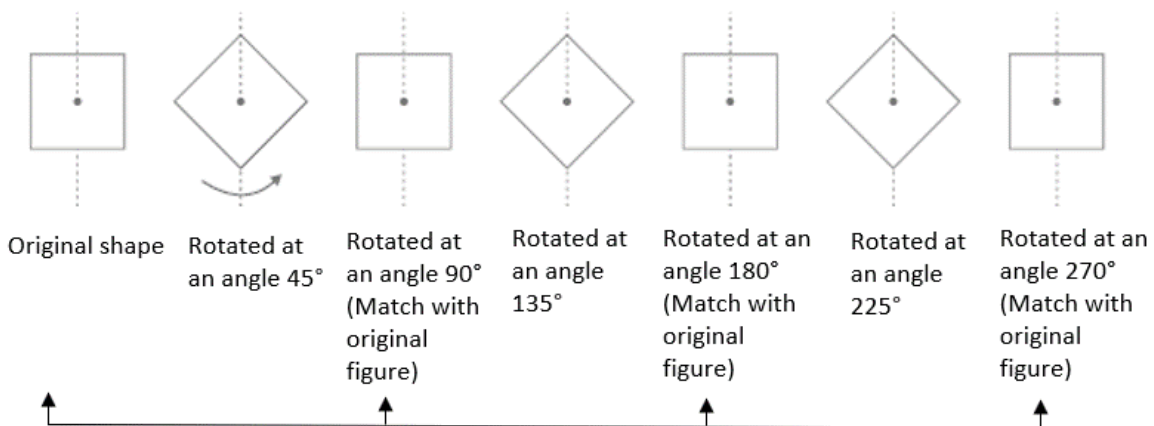 Original shape
Rotated at
an angle 45°
Rotated at
an angle 90°
(Match with
original
figure)
Rotated at
an angle
135°
Rotated at an
angle 180°
(Match with
original
figure)
Rotated at
an angle
225°
Rotated at an
angle 270°
(Match with
original
figure)